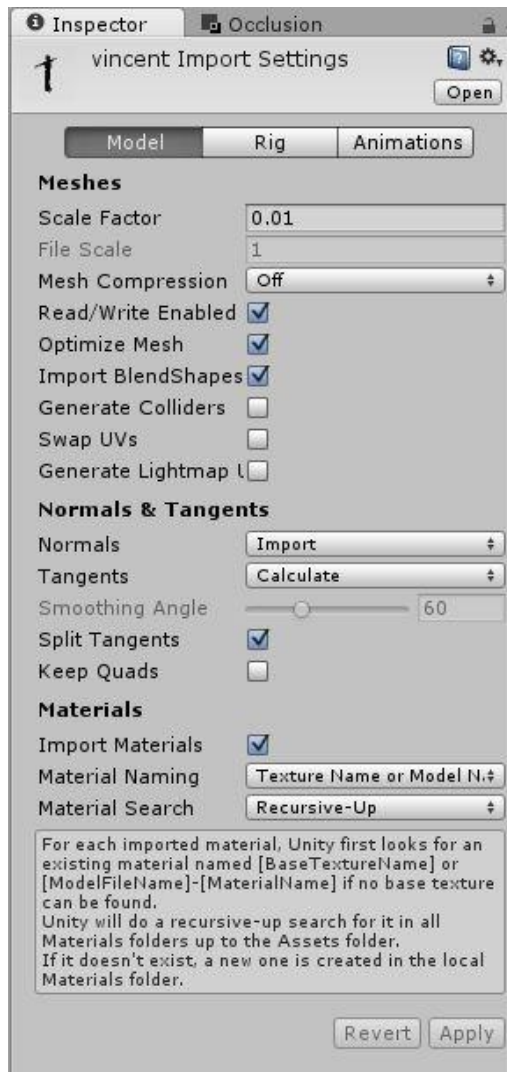 Inspector Occlusion
vincent Import Settings
Open
Model Rig Animations
Meshes
Scale Factor 0.01
File Scale 1
Mesh Compression Off
Read/Write Enabled
Optimize Mesh
Import BlendShapes
Generate Colliders
Swap UVs
Generate Lightmap U
Normals & Tangents
Normals Import
Tangents Calculate
Smoothing Angle 60
Split Tangents
Keep Quads
Materials
Import Materials
Material Naming Texture Name or Model N.
Material Search Recursive-Up
For each imported material, Unity first looks for an
existing material named [BaseTextureName] or
[ModelFileName]-[MaterialName] if no base texture
can be found.
Unity will do a recursive-up search for it in all
Materials folders up to the Assets folder.
If it doesn't exist, a new one is created in the local
Materials folder.
Revert Apply